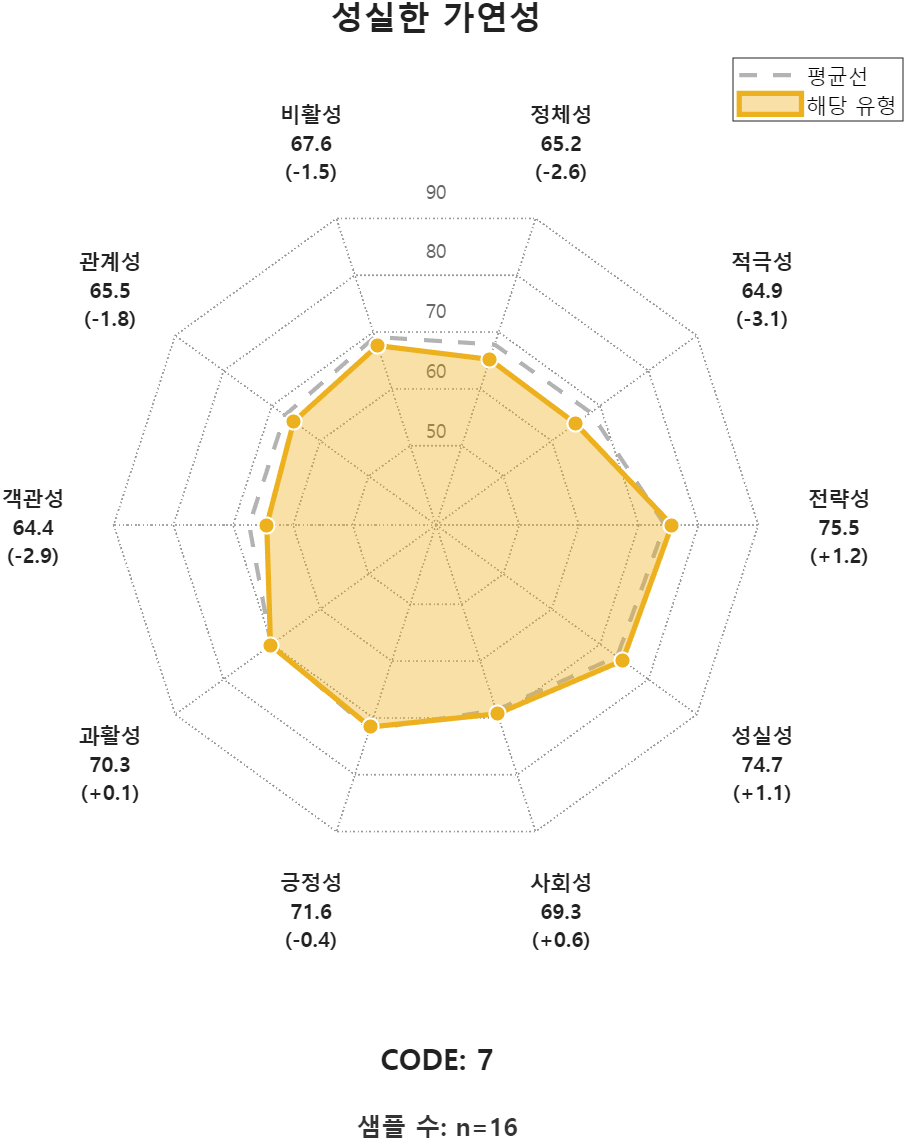 성실한 가연성
평균선
해당 유형
비활성
67.6
(-1.5)
정체성
65.2
(-2.6)
90
80
70
60
50
관계성
65.5
(-1.8)
적극성
64.9
(-3.1)
객관성
64.4
(-2.9)
전략성
75.5
(+1.2)
과활성
70.3
(+0.1)
성실성
74.7
(+1.1)
긍정성
71.6
(-0.4)
사회성
69.3
(+0.6)
CODE: 7
샘플 수: n=16